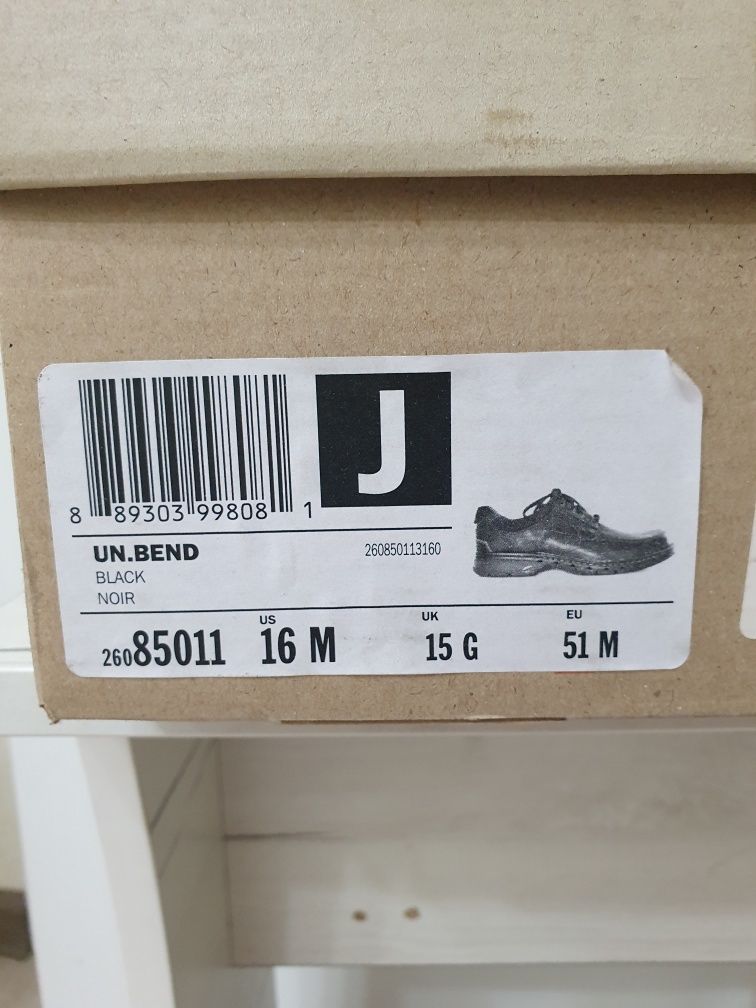 J
8 89303 99808 1
UN.BEND
260850113160
BLACK
NOIR
US
UK
EU
26085011
16 M
15 G
51 M